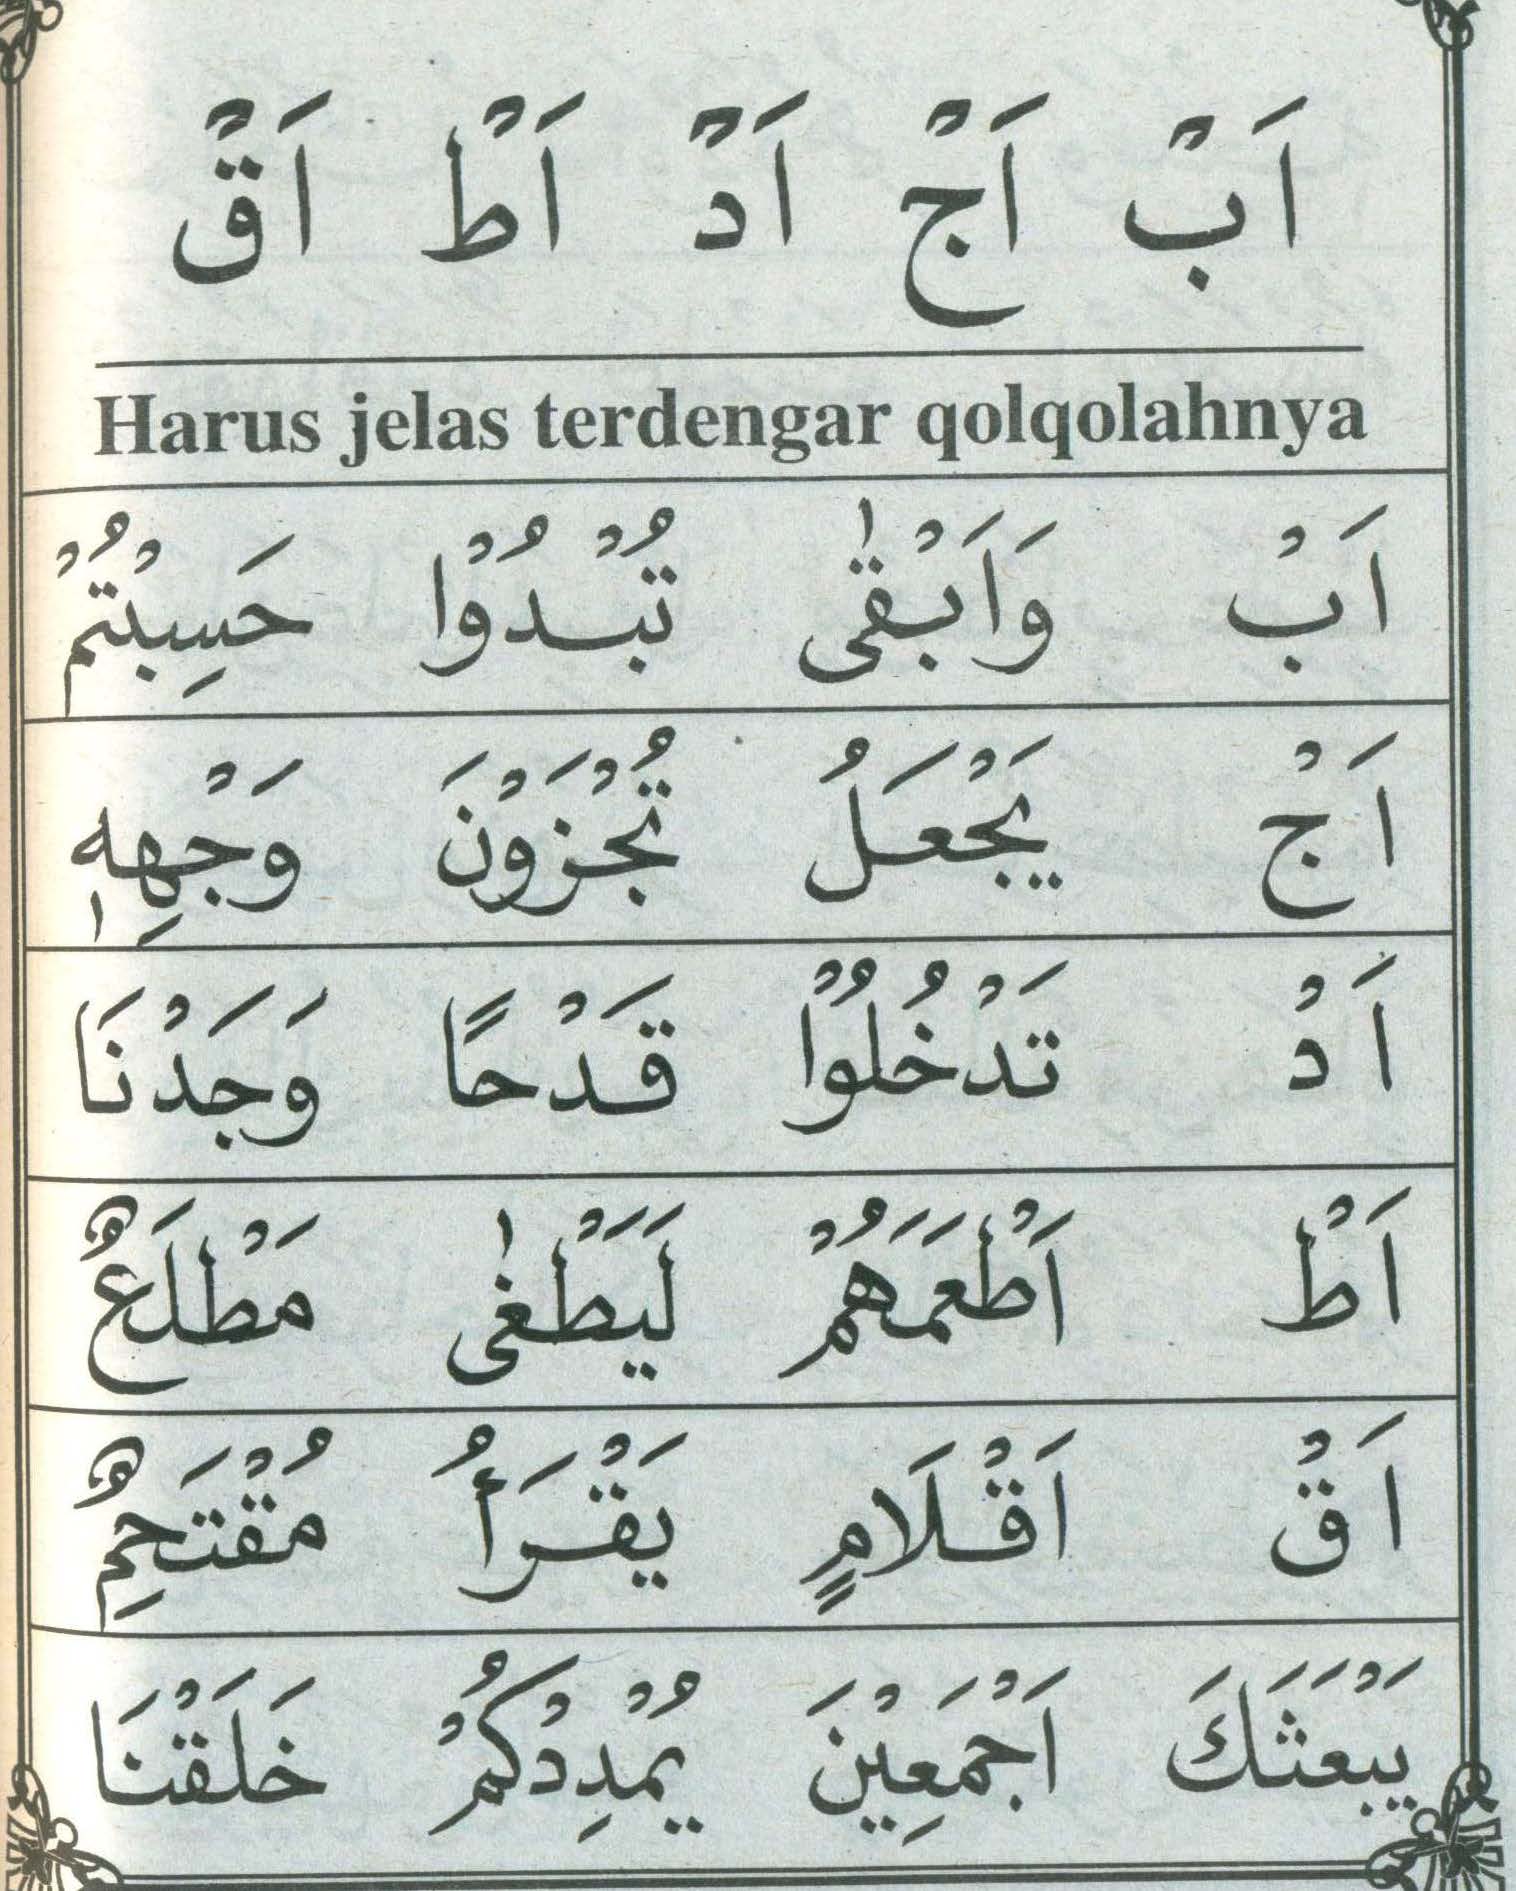 اَبْ اَجْ اَدْ اَطْ اَقْ
Harus jelas terdengar qolqolahnya
اَبْ وَاَبْقٰى تُبْدُوْا حَسِبْتُمْ
اَجْ يَجْعَلُ تُجْزَوْنَ وَجْهِهٖ
اَدْ تَدْخُلُوْا قَدْحًا وَجَدْنَا
اَطْ اَطْعَمَهُمْ لَيَطْغٰى مَطْلَعٌ
اَقْ اَقْلَامٍ يَقْرَأُ مُقْتَحِمٌ
يَبْعَثَكَ اَجْمَعِيْنَ يُمْدِدْكُمْ خَلَقْنَا